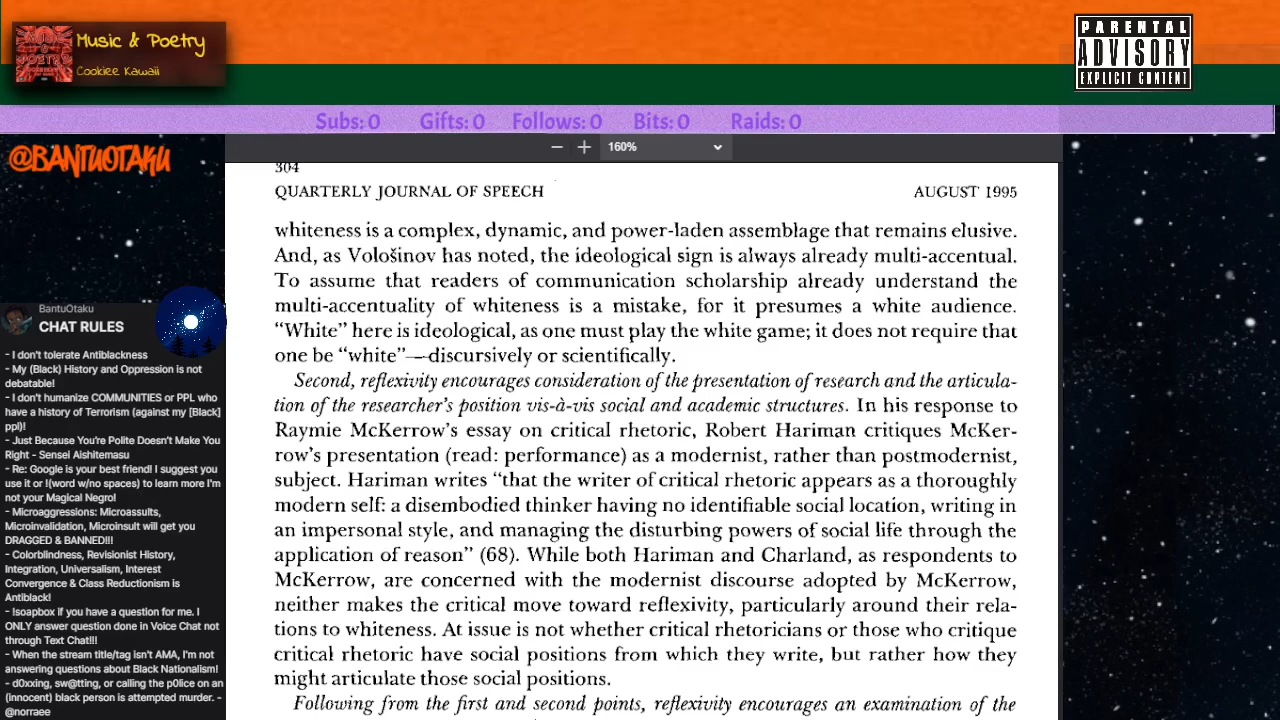 Music & Poetry
Cookiee Kawaii
PARENTAL
ADVISORY
EXPLICIT CONTENT
Subs: 0 Gifts: 0 Follows: 0 Bits: 0 Raids: 0
@BANTUOTAKU
160%
304
QUARTERLY JOURNAL OF SPEECH AUGUST 1995
whiteness is a complex, dynamic, and power-laden assemblage that remains elusive.
And, as Vološinov has noted, the ideological sign is always already multi-accentual.
To assume that readers of communication scholarship already understand the
multi-accentuality of whiteness is a mistake, for it presumes a white audience.
“White” here is ideological, as one must play the white game; it does not require that
one be “white”—discursively or scientifically.
Second, reflexivity encourages consideration of the presentation of research and the articula-
tion of the researcher's position vis-à-vis social and academic structures. In his response to
Raymie McKerrow's essay on critical rhetoric, Robert Hariman critiques McKer-
row's presentation (read: performance) as a modernist, rather than postmodernist,
subject. Hariman writes “that the writer of critical rhetoric appears as a thoroughly
modern self: a disembodied thinker having no identifiable social location, writing in
an impersonal style, and managing the disturbing powers of social life through the
application of reason” (68). While both Hariman and Charland, as respondents to
McKerrow, are concerned with the modernist discourse adopted by McKerrow,
neither makes the critical move toward reflexivity, particularly around their rela-
tions to whiteness. At issue is not whether critical rhetoricians or those who critique
critical rhetoric have social positions from which they write, but rather how they
might articulate those social positions.
Following from the first and second points, reflexivity encourages an examination of the
BantuOtaku
CHAT RULES
- I don't tolerate Antiblackness
- My (Black) History and Oppression is not
debatable!
- I don't humanize COMMUNITIES or PPL who
have a history of Terrorism (against my [Black]
ppl)!
- Just Because You're Polite Doesn't Make You
Right - Sensei Aishitemasu
- Re: Google is your best friend! I suggest you
use it or !(word w/no spaces) to learn more I'm
not your Magical Negro!
- Microaggressions: Microassults,
Microinvalidation, Microinsult will get you
DRAGGED & BANNED!!!
- Colorblindness, Revisionist History,
Integration, Universalism, Interest
Convergence & Class Reductionism is
Antiblack!
- !soapbox if you have a question for me. I
ONLY answer question done in Voice Chat not
through Text Chat!!!
- When the stream title/tag isn't AMA, I'm not
answering questions about Black Nationalism!
- d0xxing, sw@tting, or calling the p0lice on an
(innocent) black person is attempted murder. -
@norraee